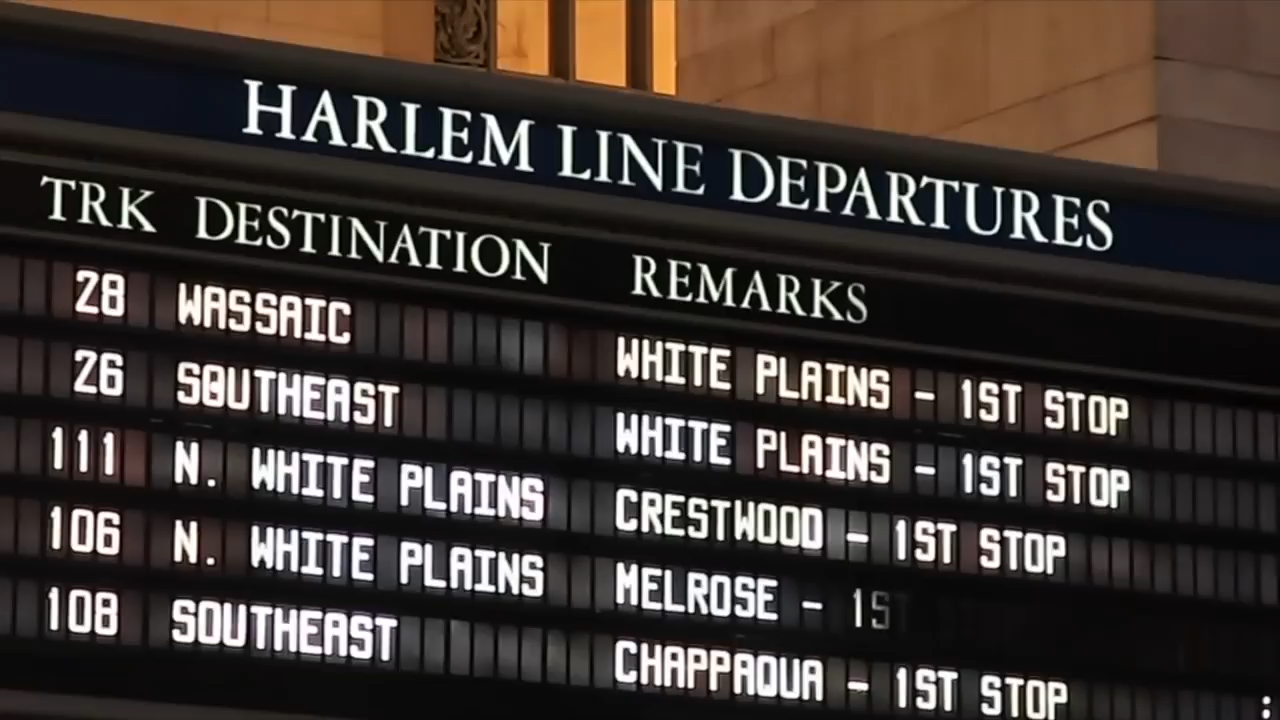 HARLEM LINE DEPARTURES
TRK DESTINATION REMARKS
28 WASSAIC WHITE PLAINS - 1ST STOP
26 SOUTHEAST WHITE PLAINS - 1ST STOP
111 N. WHITE PLAINS CRESTWOOD - 1ST STOP
106 N. WHITE PLAINS MELROSE - 1ST
108 SOUTHEAST CHAPPAQUA - 1ST STOP